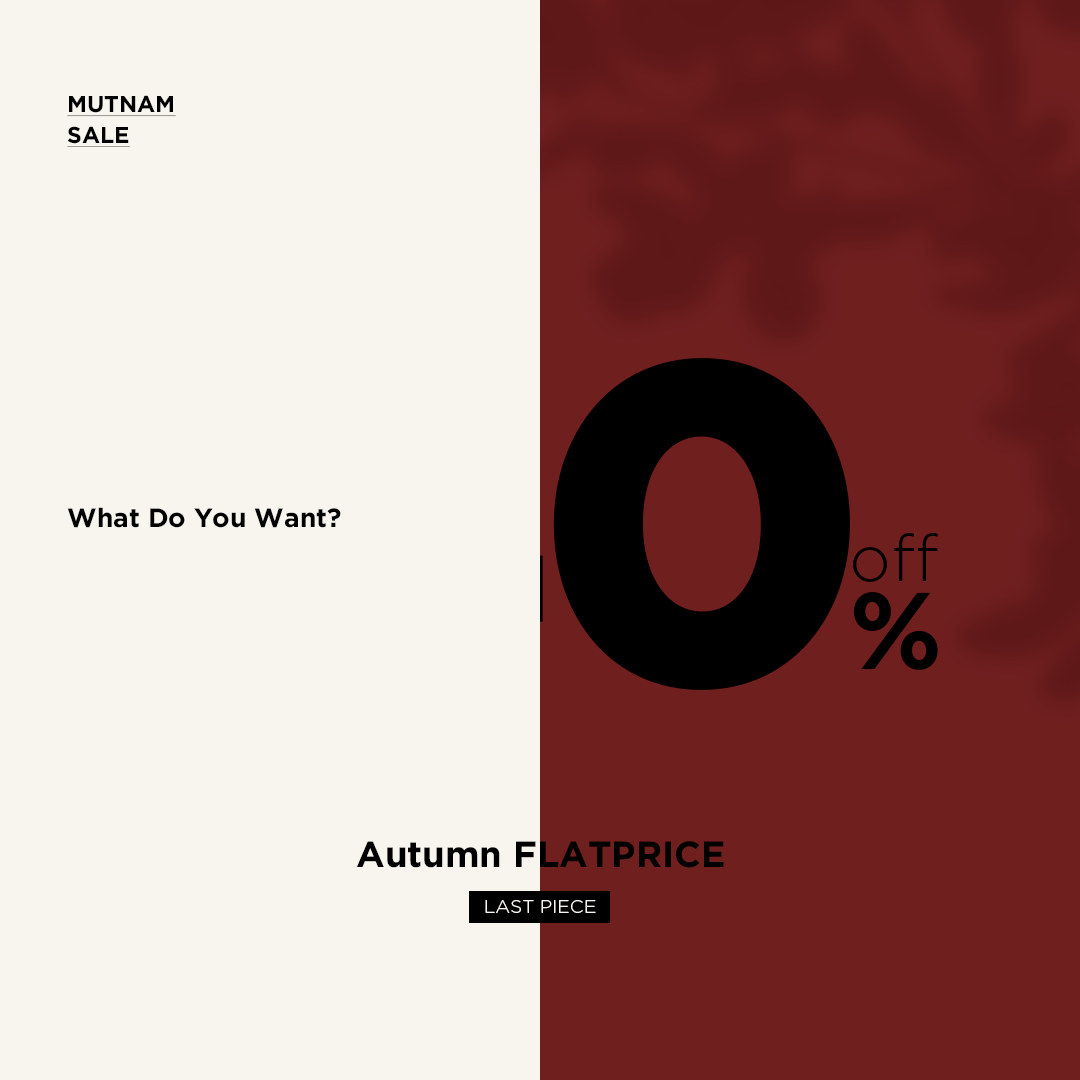 MUTNAM
SALE
What Do You Want?
0
off
%
Autumn FLATPRICE
LAST PIECE